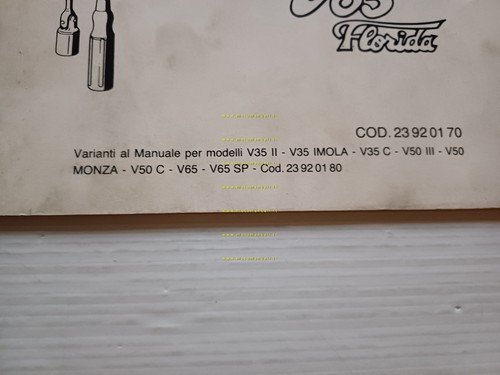 V65
Florida
COD. 23 92 01 70
Varianti al Manuale per modelli V35 II - V35 IMOLA - V35 C - V50 III - V50
MONZA - V50 C - V65 - V65 SP - Cod. 23 92 01 80